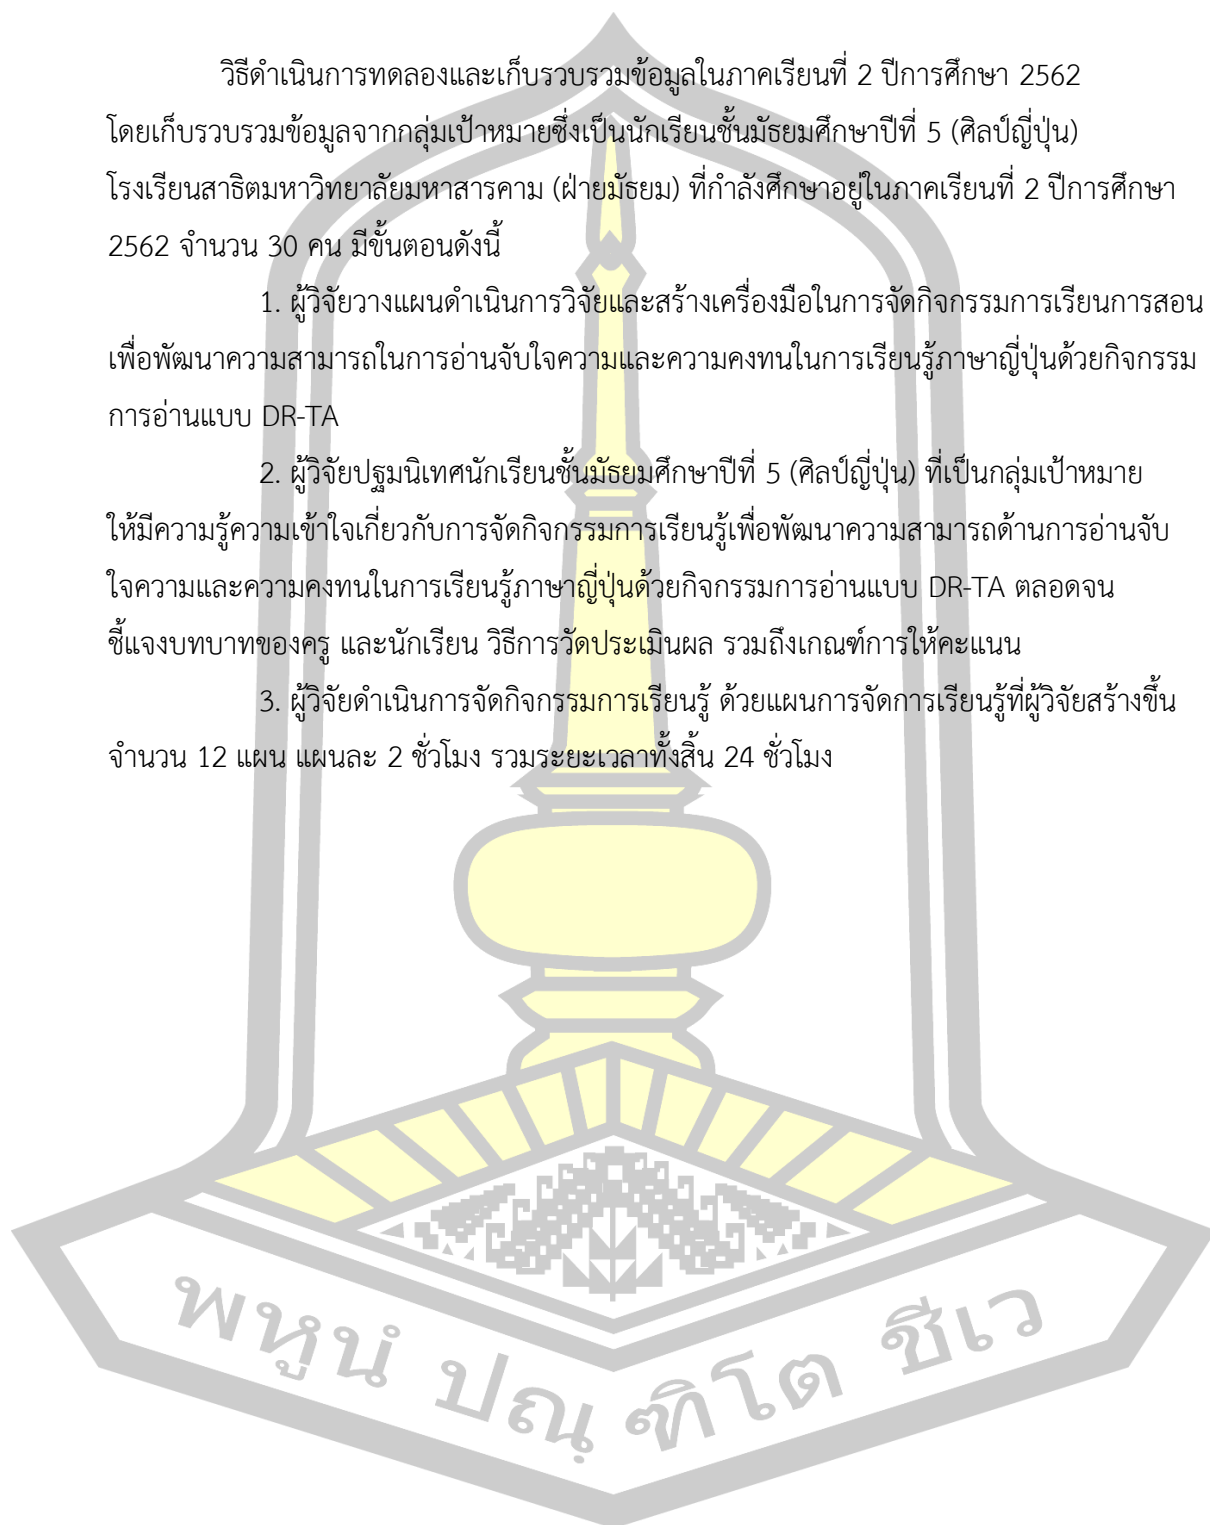 วิธีดำเนินการทดลองและเก็บรวบรวมข้อมูลในภาคเรียนที่ 2 ปีการศึกษา 2562
โดยเก็บรวบรวมข้อมูลจากกลุ่มเป้าหมายซึ่งเป็นนักเรียนชั้นมัธยมศึกษาปีที่ 5 (ศิลป์ญี่ปุ่น)
โรงเรียนสาธิตมหาวิทยาลัยมหาสารคาม (ฝ่ายมัธยม) ที่กำลังศึกษาอยู่ในภาคเรียนที่ 2 ปีการศึกษา
2562 จำนวน 30 คน มีขั้นตอนดังนี้
1. ผู้วิจัยวางแผนดำเนินการวิจัยและสร้างเครื่องมือในการจัดกิจกรรมการเรียนการสอน
เพื่อพัฒนาความสามารถในการอ่านจับใจความและความคงทนในการเรียนรู้ภาษาญี่ปุ่นด้วยกิจกรรม
การอ่านแบบ DR-TA
2. ผู้วิจัยปฐมนิเทศนักเรียนชั้นมัธยมศึกษาปีที่ 5 (ศิลป์ญี่ปุ่น) ที่เป็นกลุ่มเป้าหมาย
ให้มีความรู้ความเข้าใจเกี่ยวกับการจัดกิจกรรมการเรียนรู้เพื่อพัฒนาความสามารถด้านการอ่านจับ
ใจความและความคงทนในการเรียนรู้ภาษาญี่ปุ่นด้วยกิจกรรมการอ่านแบบ DR-TA ตลอดจน
ชี้แจงบทบาทของครู และนักเรียน วิธีการวัดประเมินผล รวมถึงเกณฑ์การให้คะแนน
3. ผู้วิจัยดำเนินการจัดกิจกรรมการเรียนรู้ ด้วยแผนการจัดการเรียนรู้ที่ผู้วิจัยสร้างขึ้น
จำนวน 12 แผน แผนละ 2 ชั่วโมง รวมระยะเวลาทั้งสิ้น 24 ชั่วโมง
พหูนํ ปณฺฑิโต ชีเว